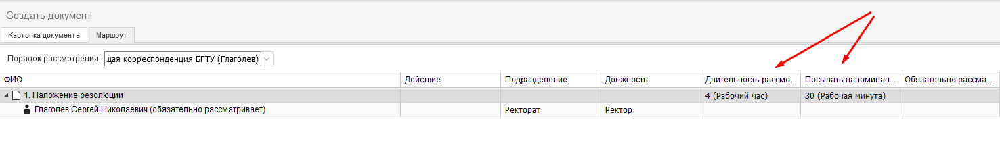 Создать документ
Карточка документа Маршрут
Порядок рассмотрения: цая корреспонденция БГТУ (Глаголев)
ФИО Действие Подразделение Должность Длительность рассмо... Посылать напоминан... Обязательно рассма...
1. Наложение резолюции 4 (Рабочий час) 30 (Рабочая минута)
Глаголев Сергей Николаевич (обязательно рассматривает) Ректорат Ректор